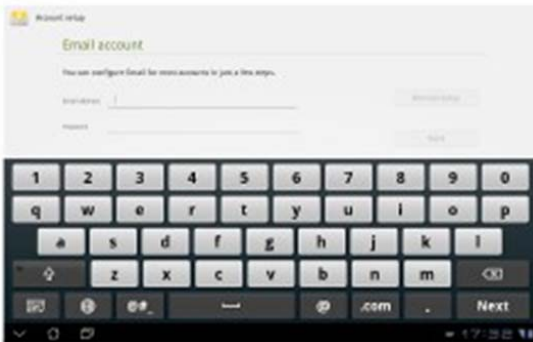 Account setup
Email account
You can configure Email for most accounts in just a few steps.
Email address
Password
Manual setup
Next
1 2 3 4 5 6 7 8 9 0
q w e r t y u i o p
a s d f g h j k l
z x c v b n m
@#_ @ .com . Next
17:38